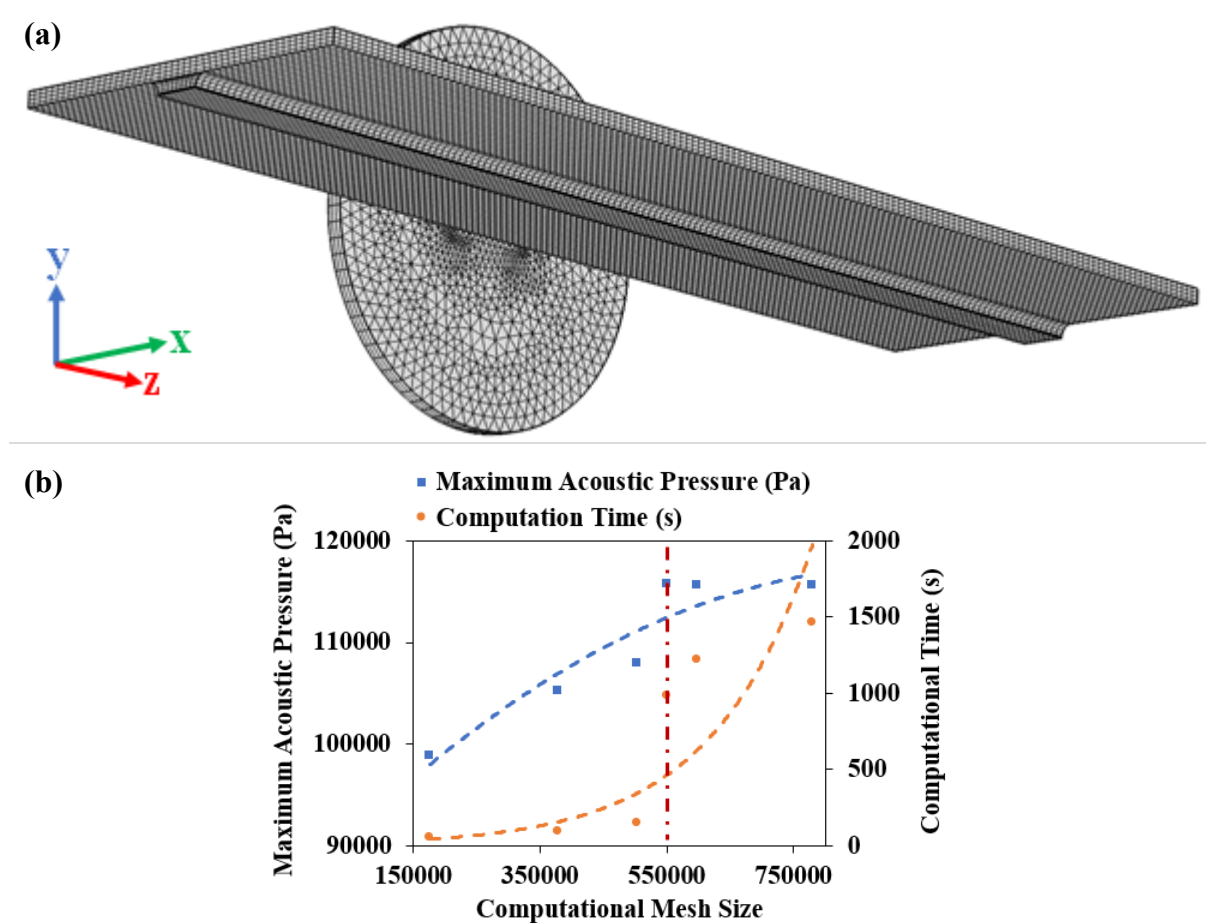 (a)
y
x
z
(b)
Maximum Acoustic Pressure (Pa)
Computation Time (s)
Maximum Acoustic Pressure (Pa)
120000
110000
100000
90000
2000
1500
1000
500
0
Computational Time (s)
150000 350000 550000 750000
Computational Mesh Size